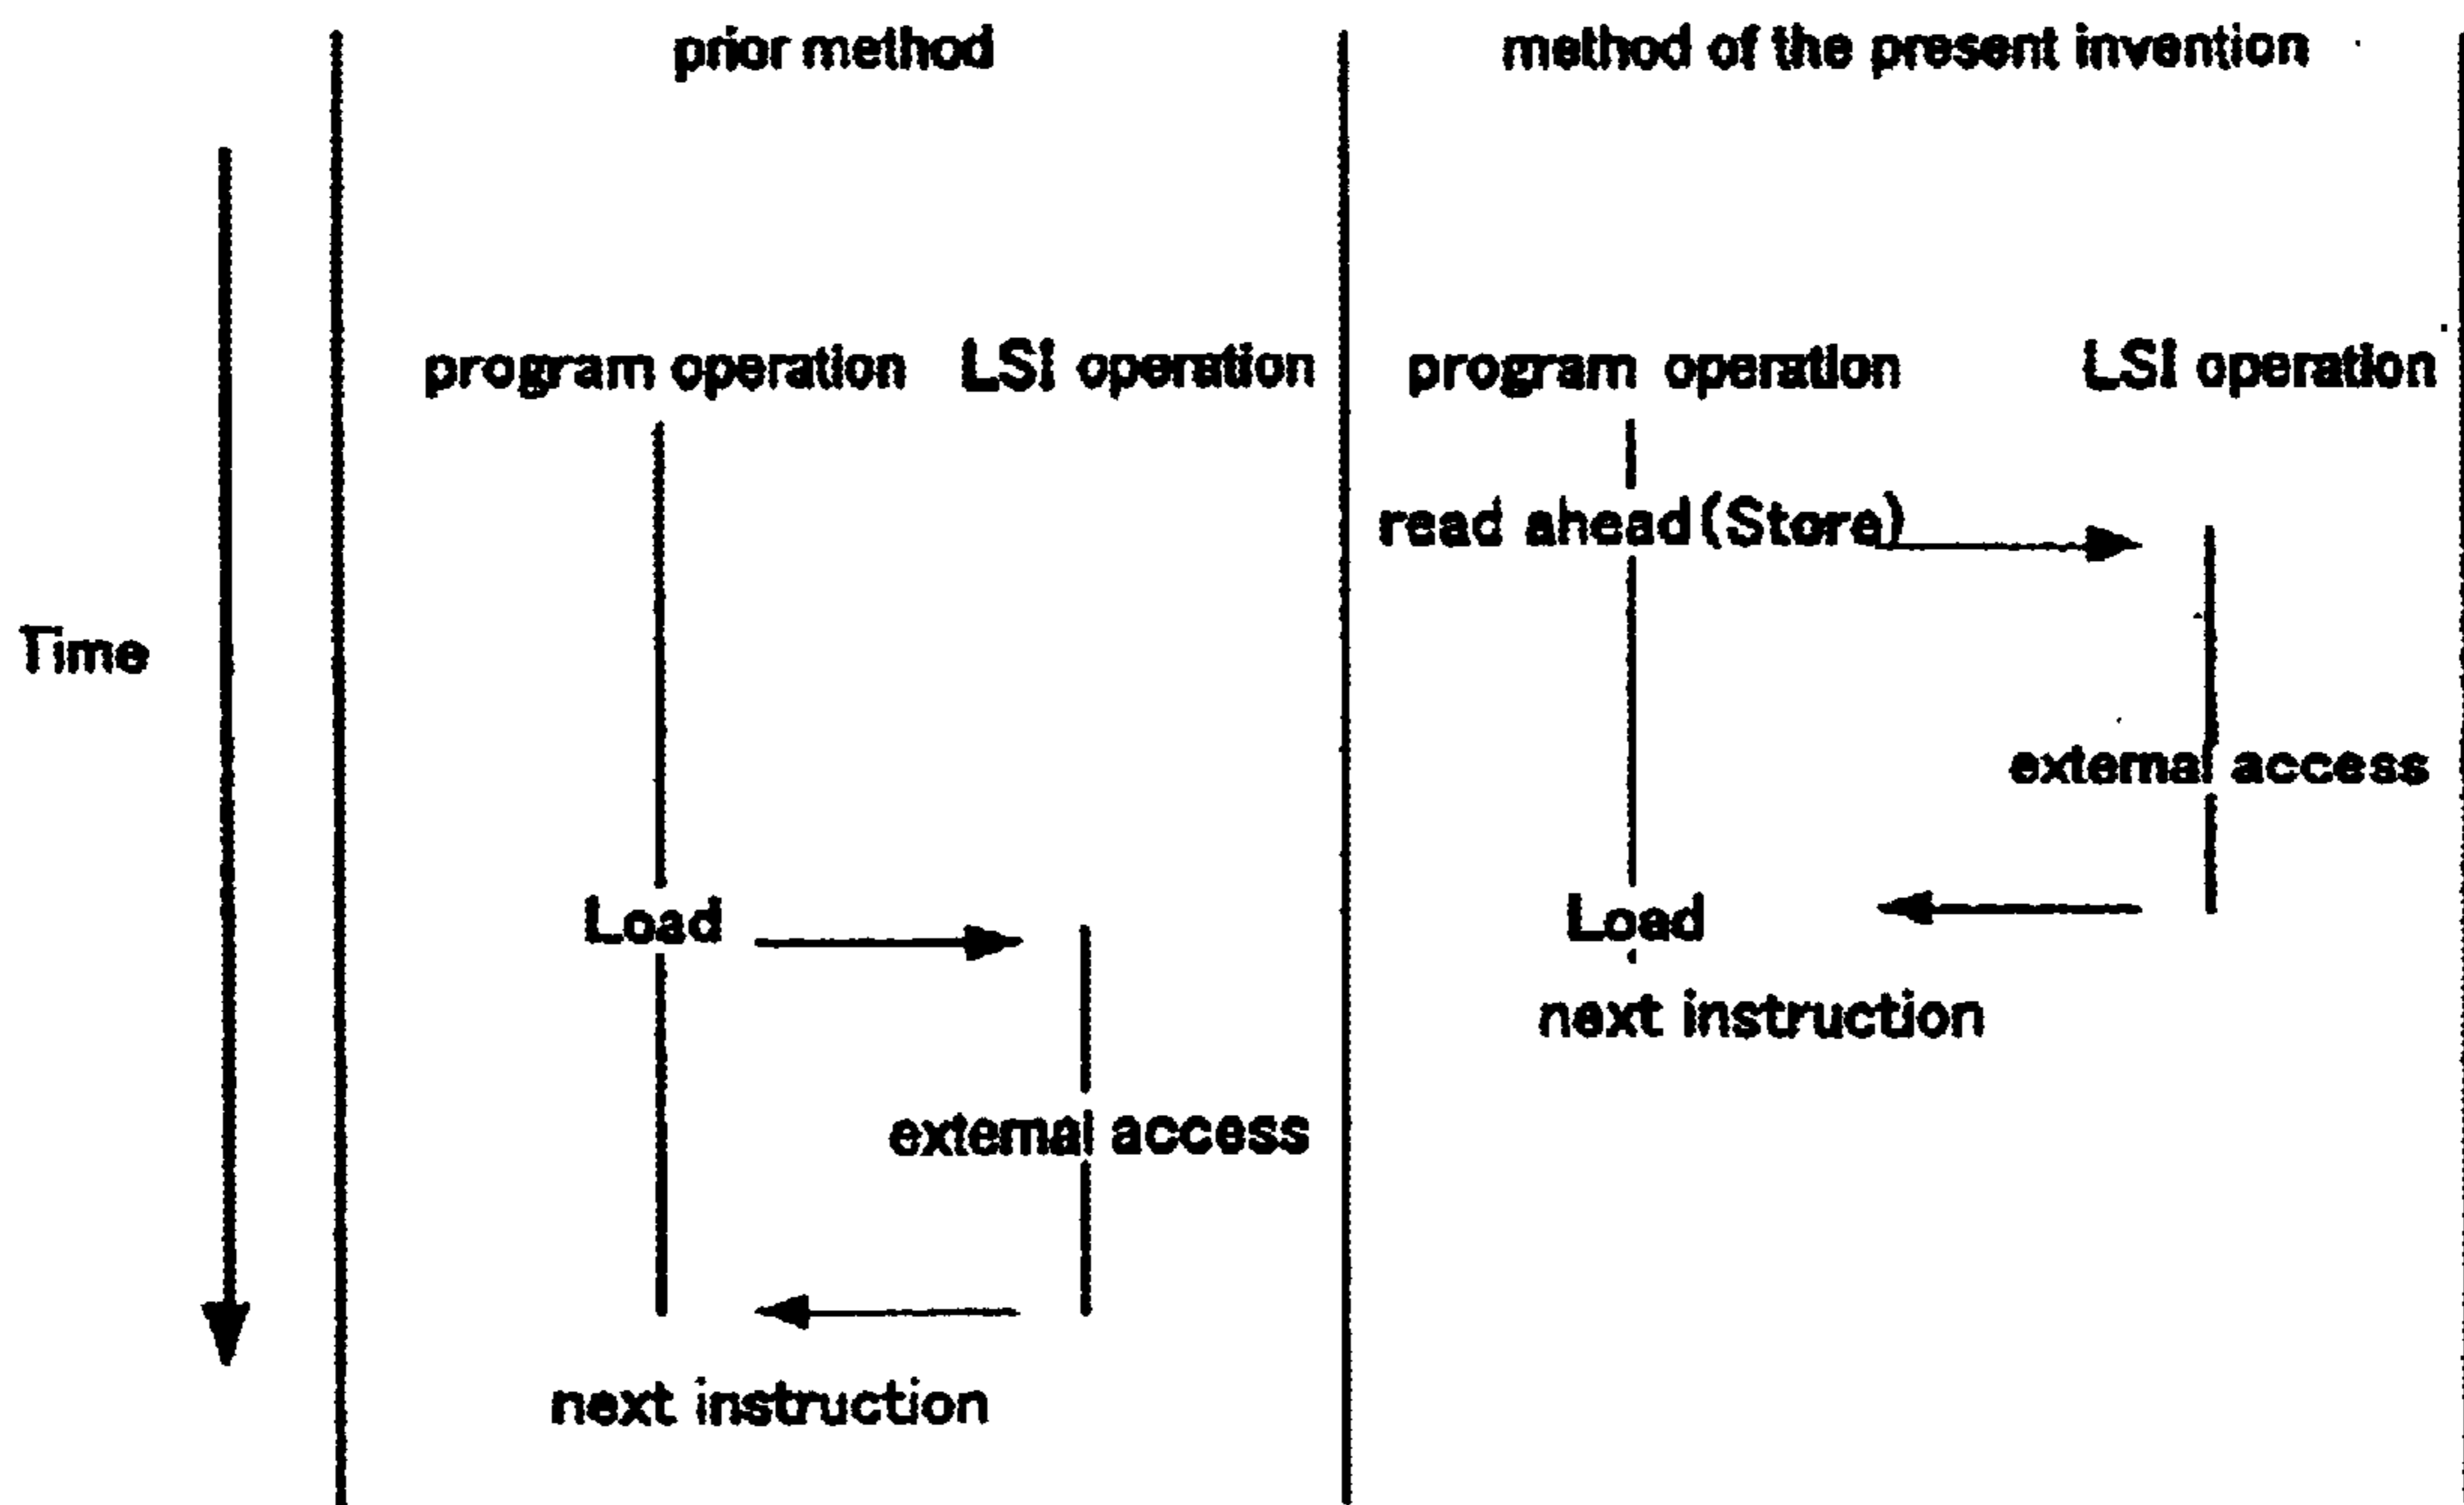 prior method
method of the present invention
program operation
LSI operation
program operation
LSI operation
read ahead(Store)
Time
external access
Load
Load
next instruction
external access
next instruction